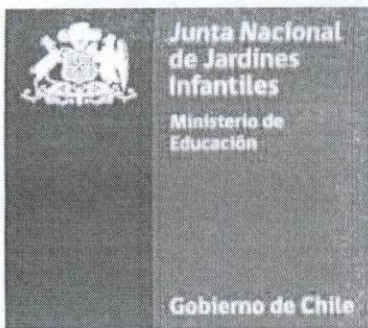 Junta Nacional
de Jardines
Infantiles
Ministerio de
Educación
Gobierno de Chile